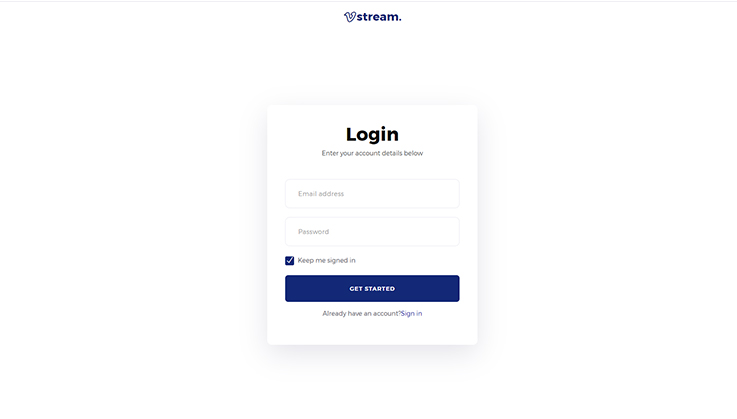 stream.
Login
Enter your account details below
Email address
Password
Keep me signed in
GET STARTED
Already have an account?Sign in